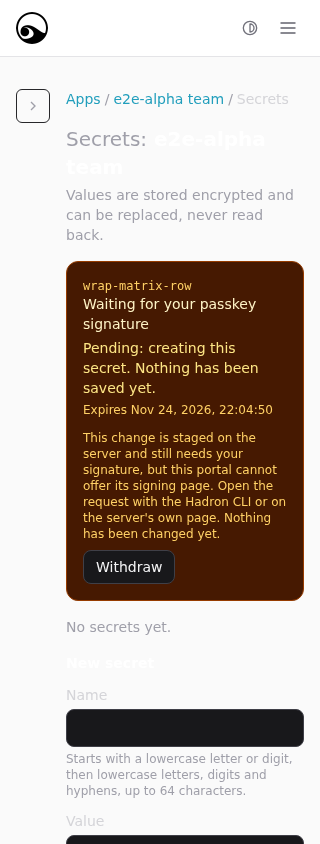 Apps / e2e-alpha team / Secrets
Secrets: e2e-alpha
team
Values are stored encrypted and
can be replaced, never read
back.
wrap-matrix-row
Waiting for your passkey
signature
Pending: creating this
secret. Nothing has been
saved yet.
Expires Nov 24, 2026, 22:04:50
This change is staged on the
server and still needs your
signature, but this portal cannot
offer its signing page. Open the
request with the Hadron CLI or on
the server's own page. Nothing
has been changed yet.
Withdraw
No secrets yet.
New secret
Name
Starts with a lowercase letter or digit,
then lowercase letters, digits and
hyphens, up to 64 characters.
Value